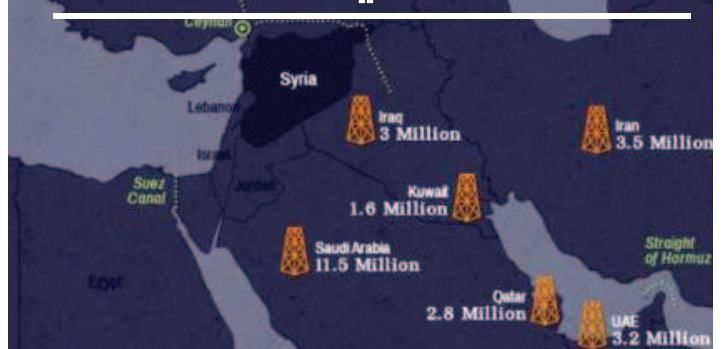 Ceyhan
Syria
Lebanon
Iraq
3 Million
Iran
3.5 Million
Israel
Suez
Canal
Jordan
Kuwait
1.6 Million
Saudi Arabia
11.5 Million
Straight
of Hormuz
Egypt
Qatar
2.8 Million
UAE
3.2 Million